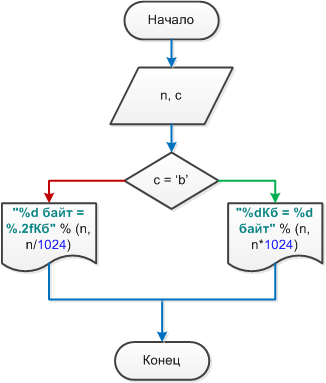 Начало
n, c
c = ‘b’
"%d байт =
%.2fКб" % (n,
n/1024)
"%dКб = %d
байт" % (n,
n*1024)
Конец